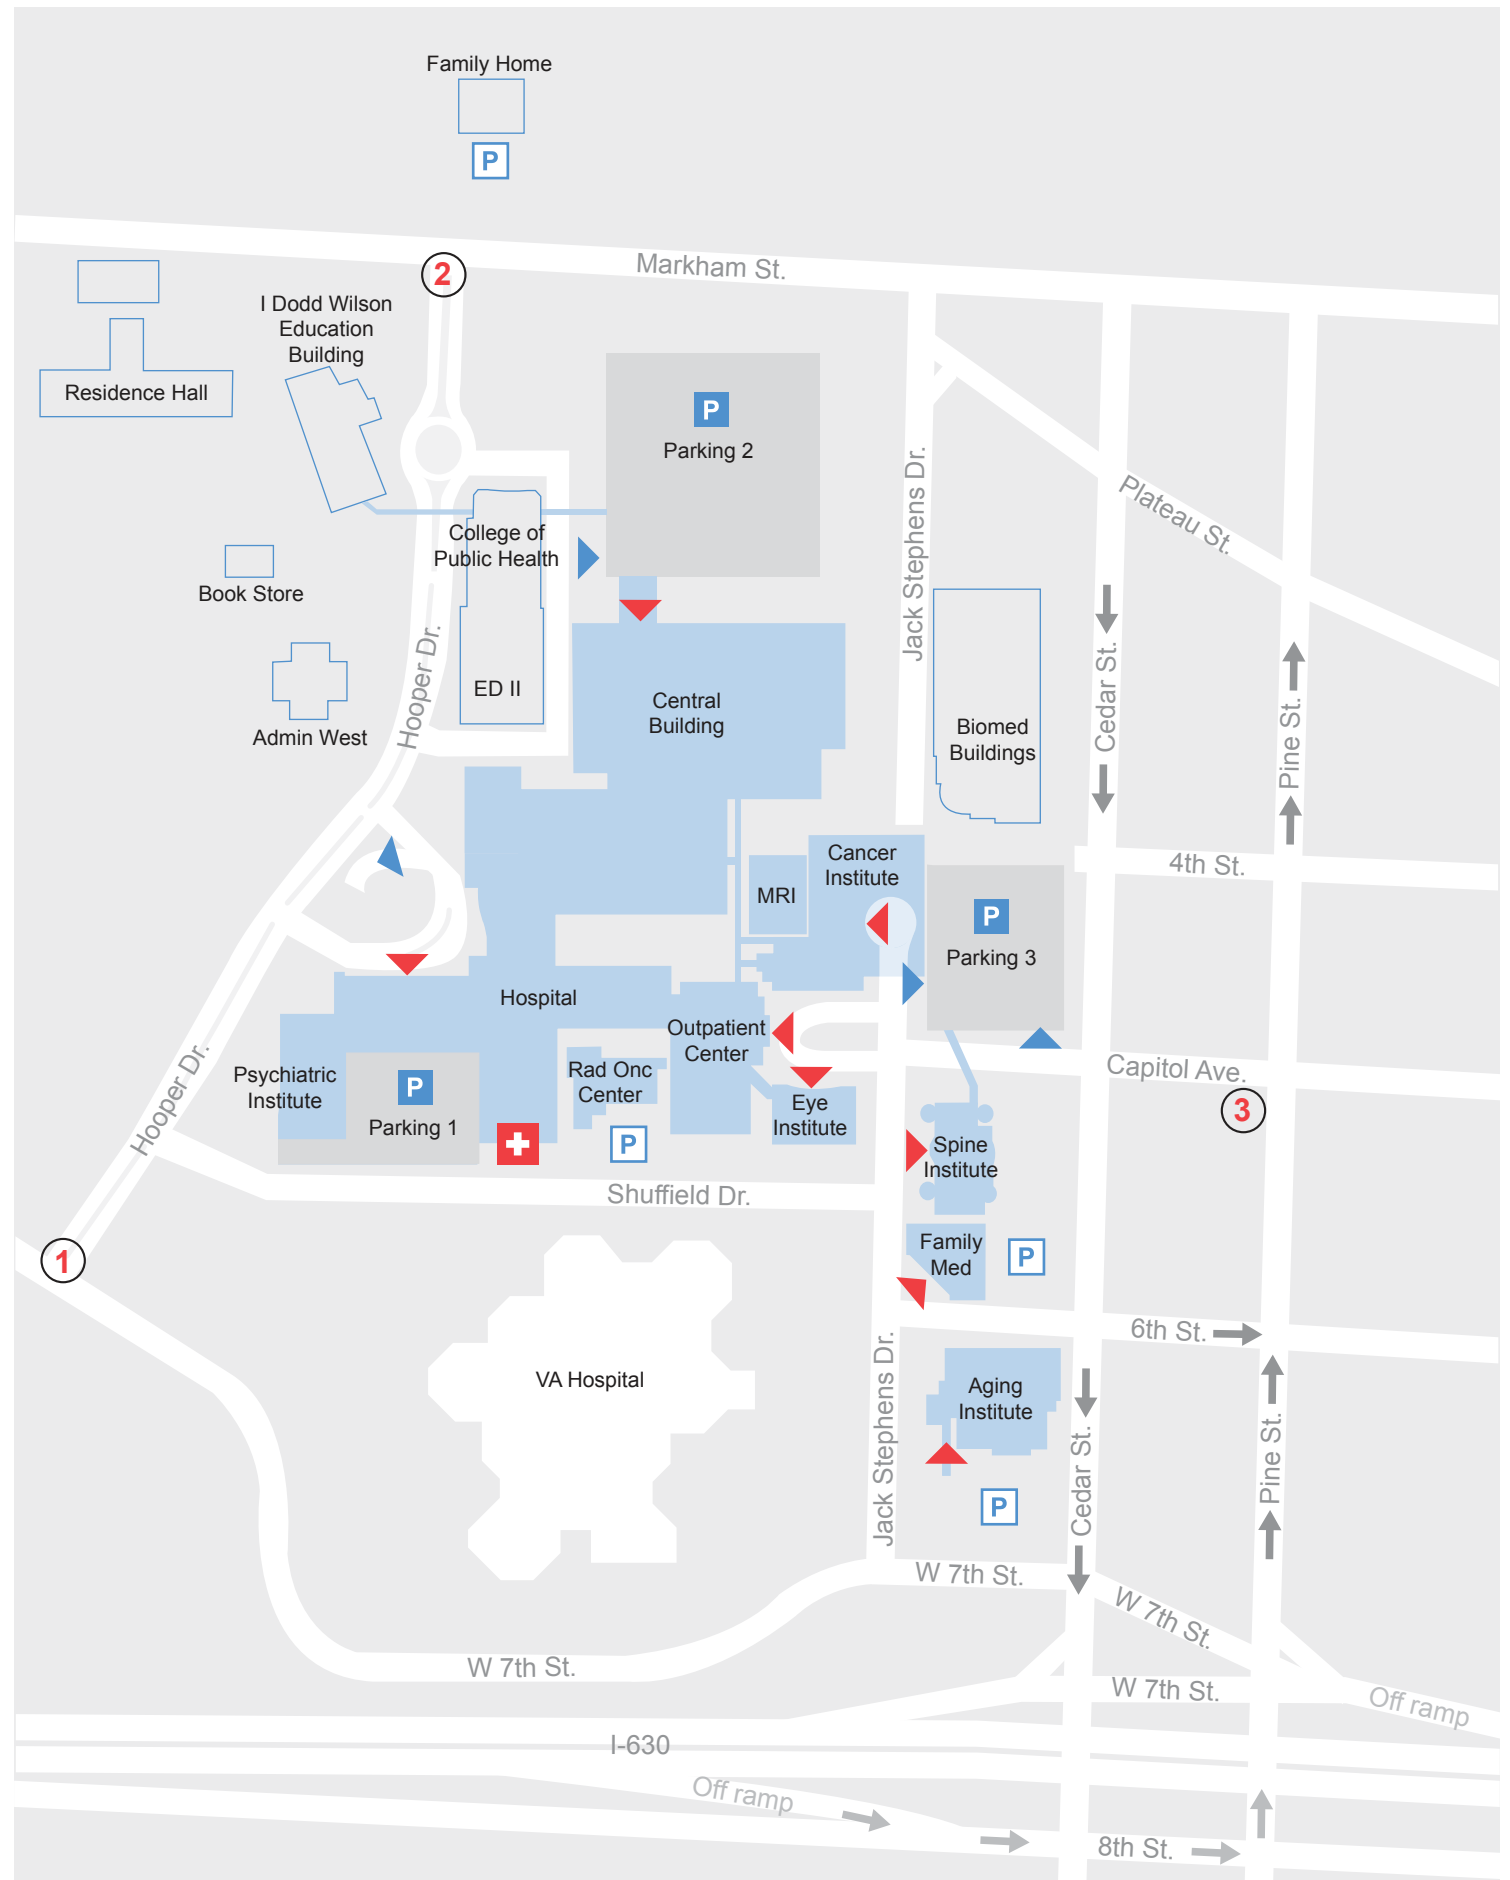 Family Home
P
Markham St.
2
I Dodd Wilson
Education
Building
Residence Hall
P
Parking 2
Jack Stephens Dr.
Plateau St.
College of
Public Health
Book Store
Hooper Dr.
ED II
Admin West
Central
Building
Biomed
Buildings
Cedar St.
Pine St.
Cancer
Institute
4th St.
MRI
P
Parking 3
Hospital
Outpatient
Center
Capitol Ave.
3
Hooper Dr.
Psychiatric
Institute
P
Parking 1
Rad Onc
Center
P
Eye
Institute
Spine
Institute
Shuffield Dr.
1
Family
Med
P
6th St.
VA Hospital
Jack Stephens Dr.
Aging
Institute
P
Cedar St.
Pine St.
W 7th St.
W 7th St.
W 7th St.
W 7th St.
Off ramp
I-630
Off ramp
8th St.